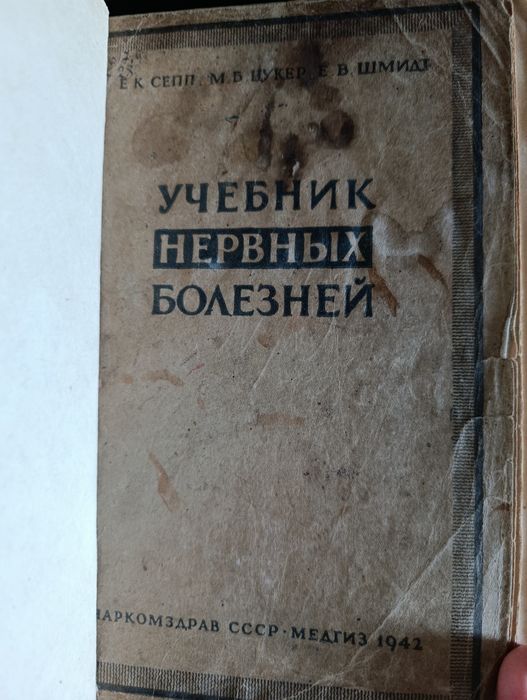 Е. К. СЕПП, М. Б. ЦУКЕР, Е. В. ШМИДТ
УЧЕБНИК
НЕРВНЫХ
БОЛЕЗНЕЙ
НАРКОМЗДРАВ СССР · МЕДГИЗ 1942